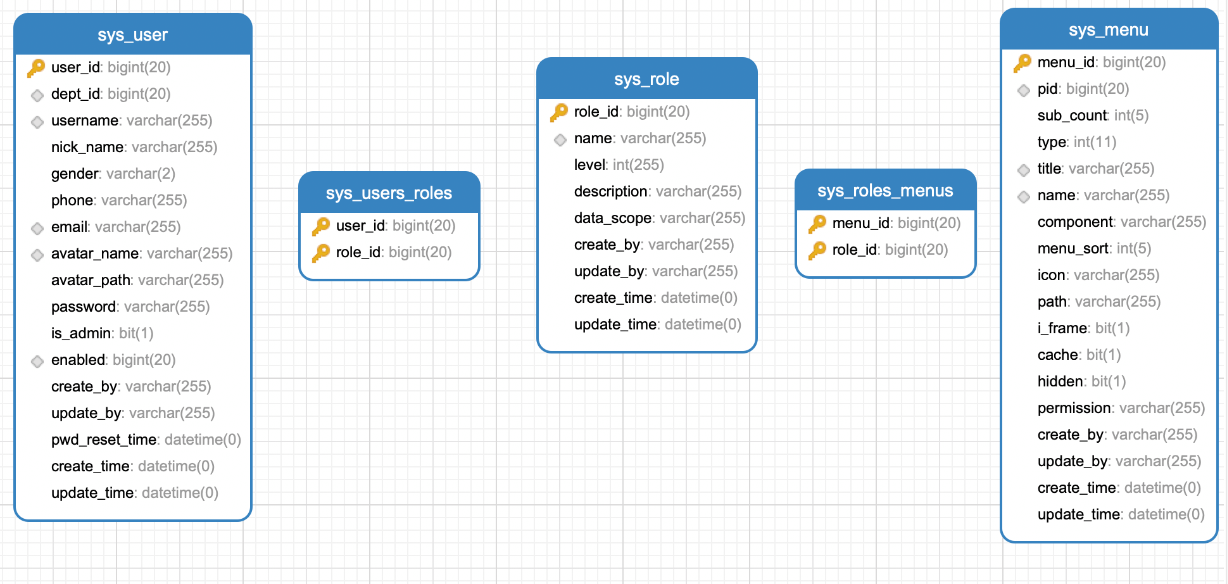 sys_user
user_id: bigint(20)
dept_id: bigint(20)
username: varchar(255)
nick_name: varchar(255)
gender: varchar(2)
phone: varchar(255)
email: varchar(255)
avatar_name: varchar(255)
avatar_path: varchar(255)
password: varchar(255)
is_admin: bit(1)
enabled: bigint(20)
create_by: varchar(255)
update_by: varchar(255)
pwd_reset_time: datetime(0)
create_time: datetime(0)
update_time: datetime(0)
sys_users_roles
user_id: bigint(20)
role_id: bigint(20)
sys_role
role_id: bigint(20)
name: varchar(255)
level: int(255)
description: varchar(255)
data_scope: varchar(255)
create_by: varchar(255)
update_by: varchar(255)
create_time: datetime(0)
update_time: datetime(0)
sys_roles_menus
menu_id: bigint(20)
role_id: bigint(20)
sys_menu
menu_id: bigint(20)
pid: bigint(20)
sub_count: int(5)
type: int(11)
title: varchar(255)
name: varchar(255)
component: varchar(255)
menu_sort: int(5)
icon: varchar(255)
path: varchar(255)
i_frame: bit(1)
cache: bit(1)
hidden: bit(1)
permission: varchar(255)
create_by: varchar(255)
update_by: varchar(255)
create_time: datetime(0)
update_time: datetime(0)